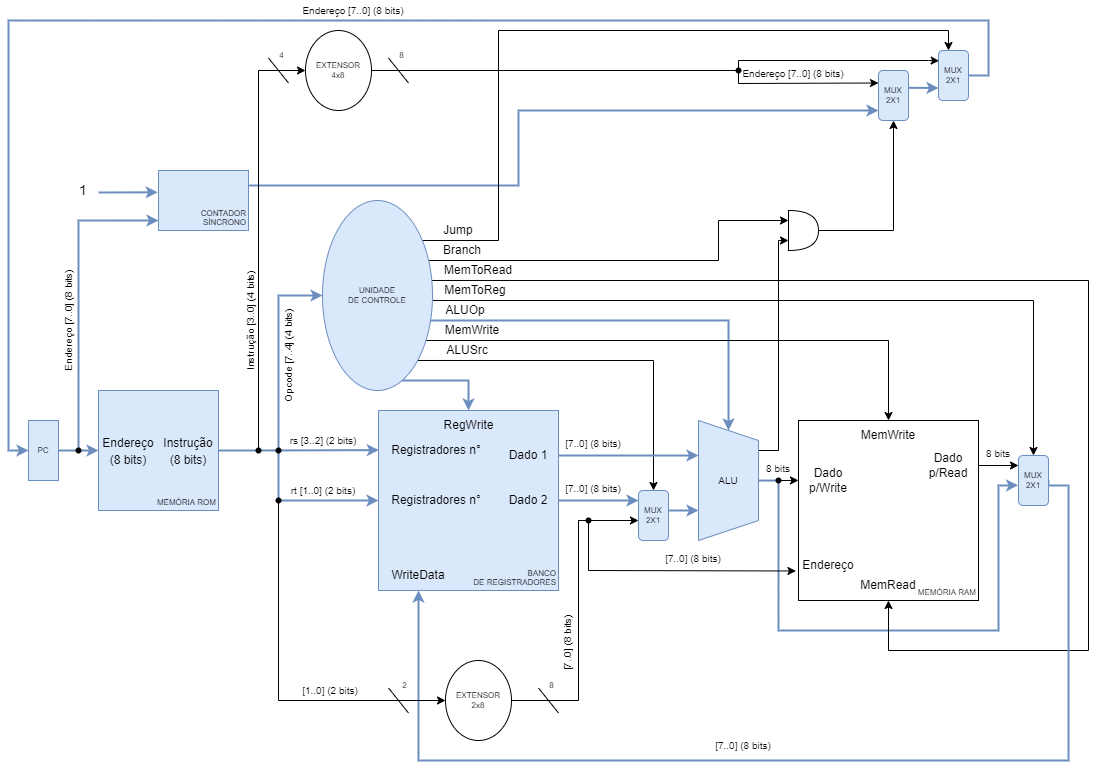 Endereço [7..0] (8 bits)
4
EXTENSOR
4x8
8
Endereço [7..0] (8 bits)
MUX
2X1
MUX
2X1
1
CONTADOR
SÍNCRONO
Endereço [7..0] (8 bits)
Instrução [3..0] (4 bits)
Opcode [7..4] (4 bits)
UNIDADE
DE CONTROLE
Jump
Branch
MemToRead
MemToReg
ALUOp
MemWrite
ALUSrc
PC
Endereço
(8 bits)
Instrução
(8 bits)
MEMÓRIA ROM
rs [3..2] (2 bits)
rt [1..0] (2 bits)
RegWrite
Registradores n°
Dado 1
Registradores n°
Dado 2
WriteData
BANCO
DE REGISTRADORES
[7..0] (8 bits)
[7..0] (8 bits)
MUX
2X1
ALU
8 bits
MemWrite
Dado
p/Write
Dado
p/Read
Endereço
MemRead
MEMÓRIA RAM
8 bits
MUX
2X1
[7..0] (8 bits)
[7..0] (8 bits)
[1..0] (2 bits)
2
EXTENSOR
2x8
8
[7..0] (8 bits)